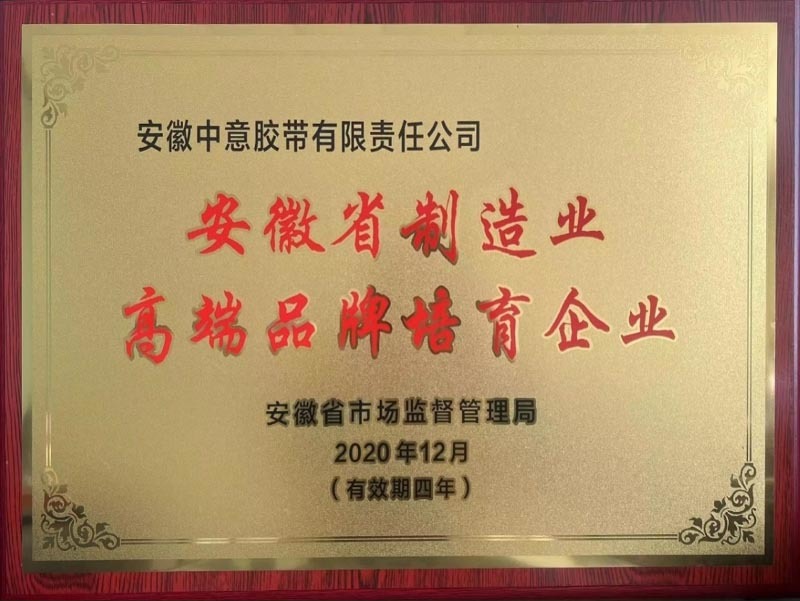 安徽中意胶带有限责任公司
安徽省制造业
高端品牌培育企业
安徽省市场监督管理局
2020年12月
（有效期四年）